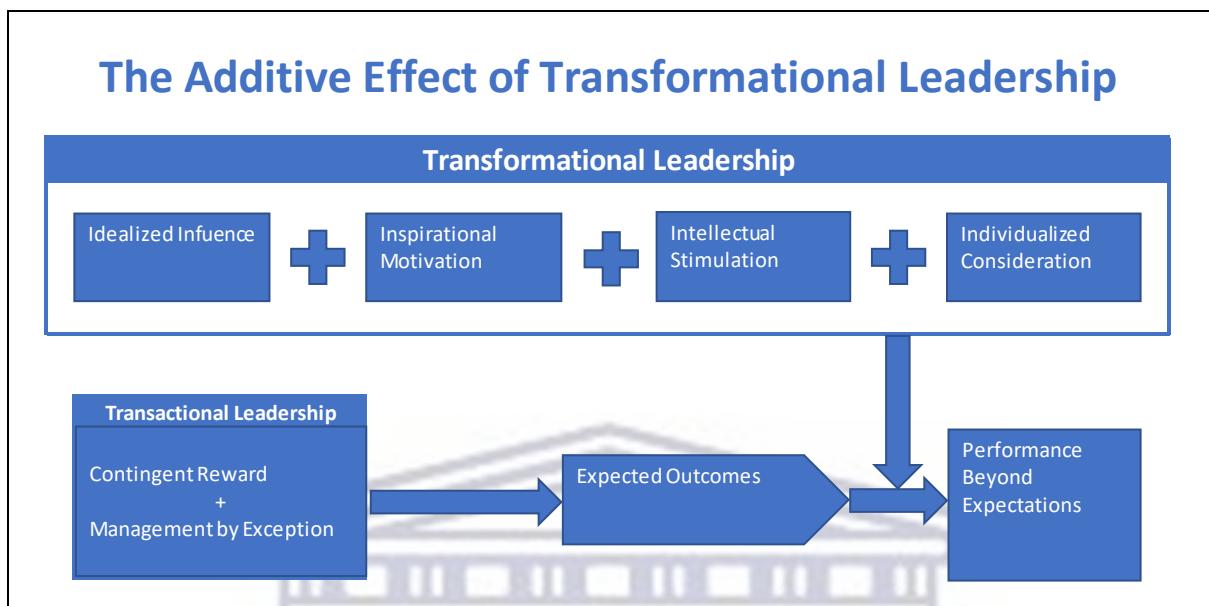 The Additive Effect of Transformational Leadership
Transformational Leadership
Idealized Infuence
Inspirational
Motivation
Intellectual
Stimulation
Individualized
Consideration
Transactional Leadership
Contingent Reward
+
Management by Exception
Expected Outcomes
Performance
Beyond
Expectations